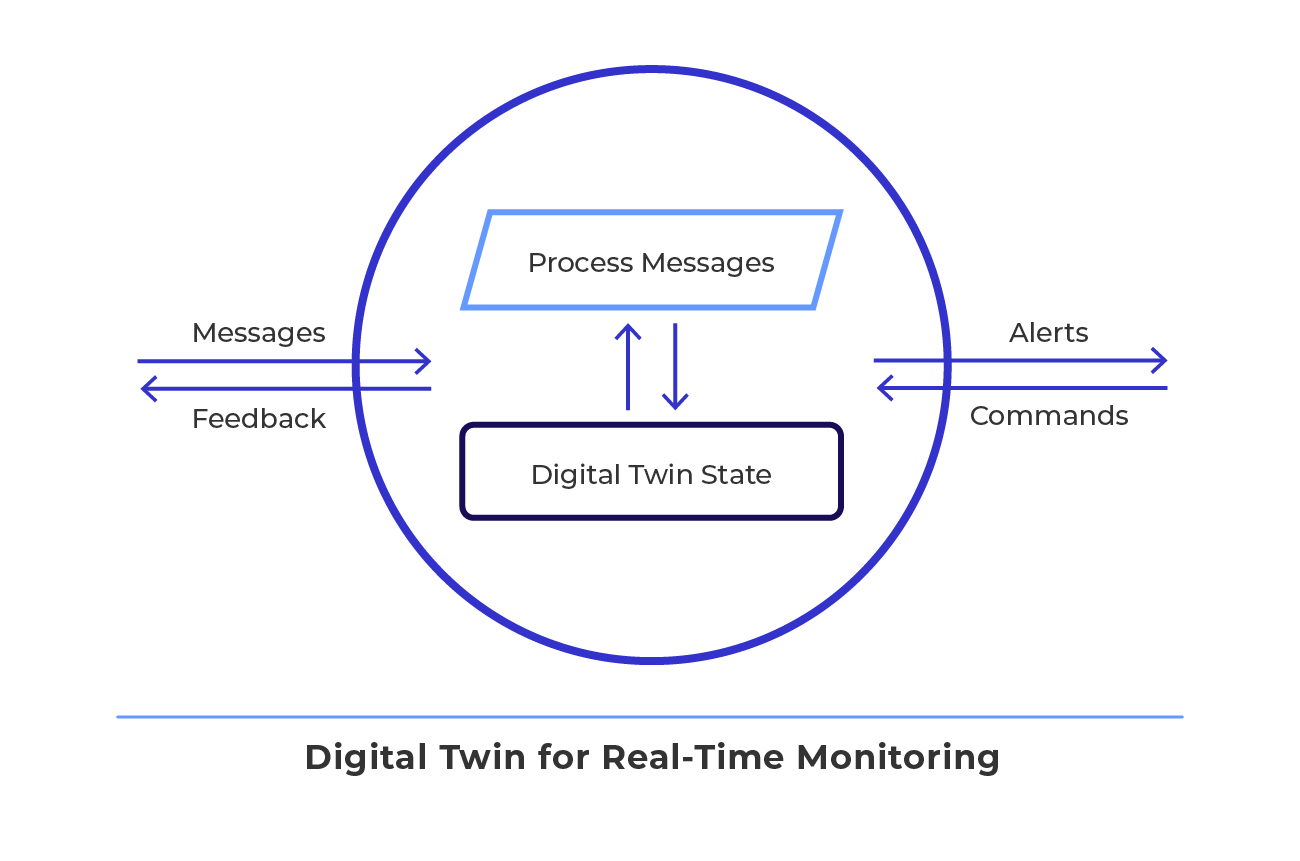 Process Messages
Messages
Alerts
Feedback
Commands
Digital Twin State
Digital Twin for Real-Time Monitoring